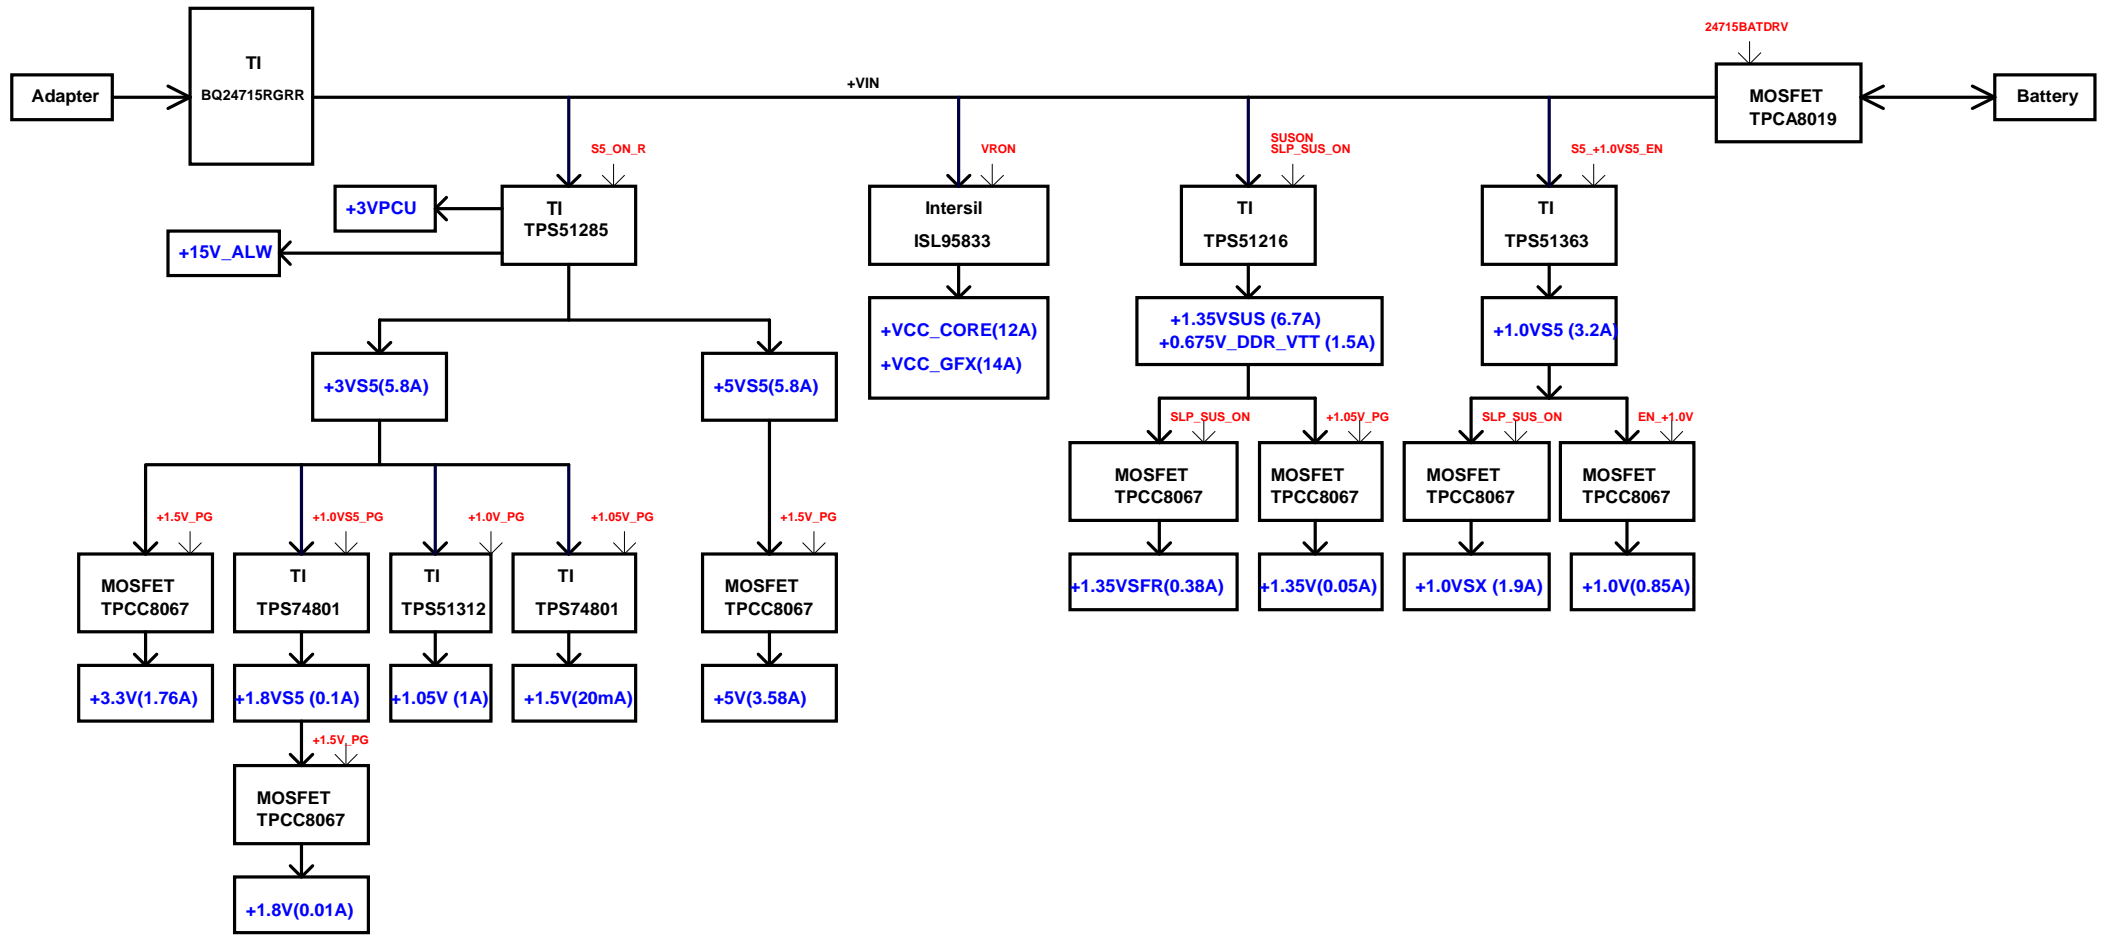 24715BATDRV
TI
BQ24715RGRR
Adapter
+VIN
MOSFET
TPCA8019
Battery
S5_ON_R
VRON
SUSON
SLP_SUS_ON
S5_+1.0VS5_EN
+3VPCU
+15V_ALW
TI
TPS51285
Intersil
ISL95833
TI
TPS51216
TI
TPS51363
+VCC_CORE(12A)
+VCC_GFX(14A)
+1.35VSUS (6.7A)
+0.675V_DDR_VTT (1.5A)
+1.0VS5 (3.2A)
+3VS5(5.8A)
+5VS5(5.8A)
SLP_SUS_ON
+1.05V_PG
SLP_SUS_ON
EN_+1.0V
MOSFET
TPCC8067
MOSFET
TPCC8067
MOSFET
TPCC8067
MOSFET
TPCC8067
+1.5V_PG
+1.0VS5_PG
+1.0V_PG
+1.05V_PG
+1.5V_PG
MOSFET
TPCC8067
TI
TPS74801
TI
TPS51312
TI
TPS74801
MOSFET
TPCC8067
+1.35VSFR(0.38A)
+1.35V(0.05A)
+1.0VSX (1.9A)
+1.0V(0.85A)
+3.3V(1.76A)
+1.8VS5 (0.1A)
+1.05V (1A)
+1.5V(20mA)
+5V(3.58A)
+1.5V_PG
MOSFET
TPCC8067
+1.8V(0.01A)